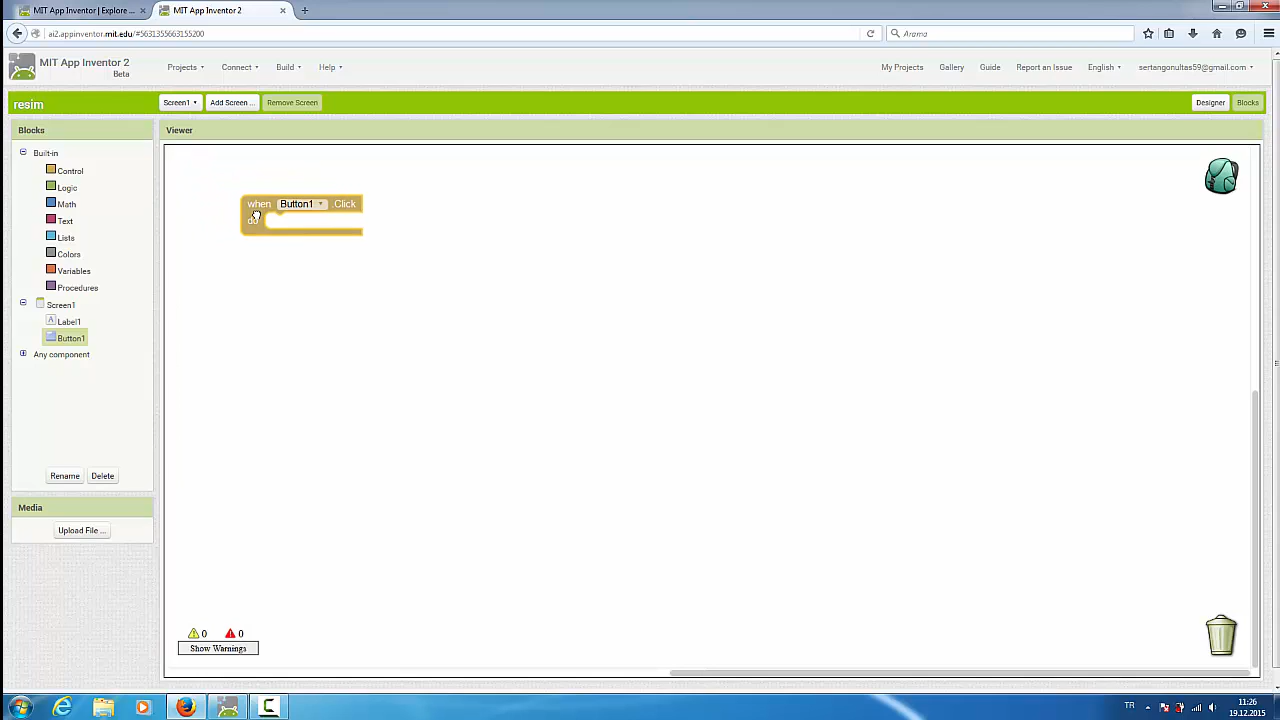 MIT App Inventor | Explore ...
MIT App Inventor 2
ai2.appinventor.mit.edu/#5631355663155200
Arama
MIT App Inventor 2
Beta
Projects
Connect
Build
Help
My Projects
Gallery
Guide
Report an Issue
English
sertangonultas59@gmail.com
resim
Screen1
Add Screen ...
Remove Screen
Designer
Blocks
Blocks
Viewer
Built-in
Control
Logic
Math
Text
Lists
Colors
Variables
Procedures
Screen1
Label1
Button1
Any component
when Button1 .Click
do
Rename
Delete
Media
Upload File ...
0
0
Show Warnings
TR
11:26
19.12.2015